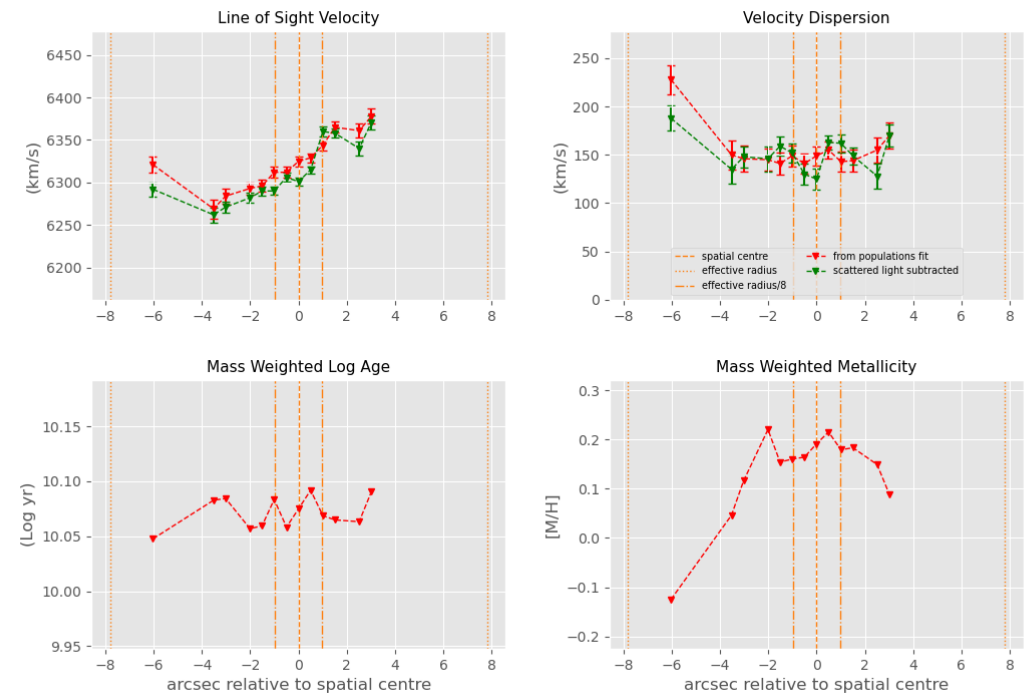 Line of Sight Velocity
(km/s)
6450
6400
6350
6300
6250
6200
−8 −6 −4 −2 0 2 4 6 8
Velocity Dispersion
(km/s)
250
200
150
100
50
0
spatial centre
effective radius
effective radius/8
from populations fit
scattered light subtracted
−8 −6 −4 −2 0 2 4 6 8
Mass Weighted Log Age
(Log yr)
10.15
10.10
10.05
10.00
9.95
−8 −6 −4 −2 0 2 4 6 8
arcsec relative to spatial centre
Mass Weighted Metallicity
[M/H]
0.3
0.2
0.1
0.0
−0.1
−0.2
−8 −6 −4 −2 0 2 4 6 8
arcsec relative to spatial centre